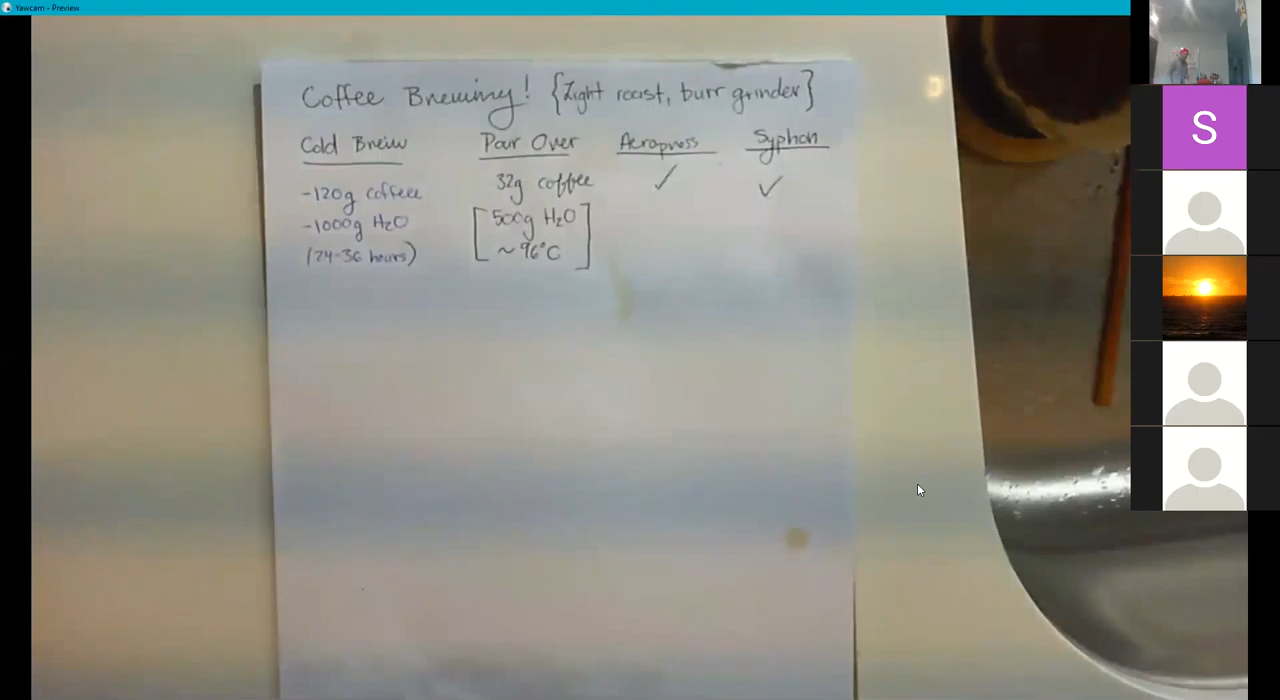 Yawcam - Preview
Coffee Brewing! {Light roast, burr grinder}
Cold Brew
-120g coffee
-1000g H₂O
(24-36 hours)
Pour Over
32g coffee
[500g H₂O
~96°C]
Aeropress
✓
Syphon
✓
S